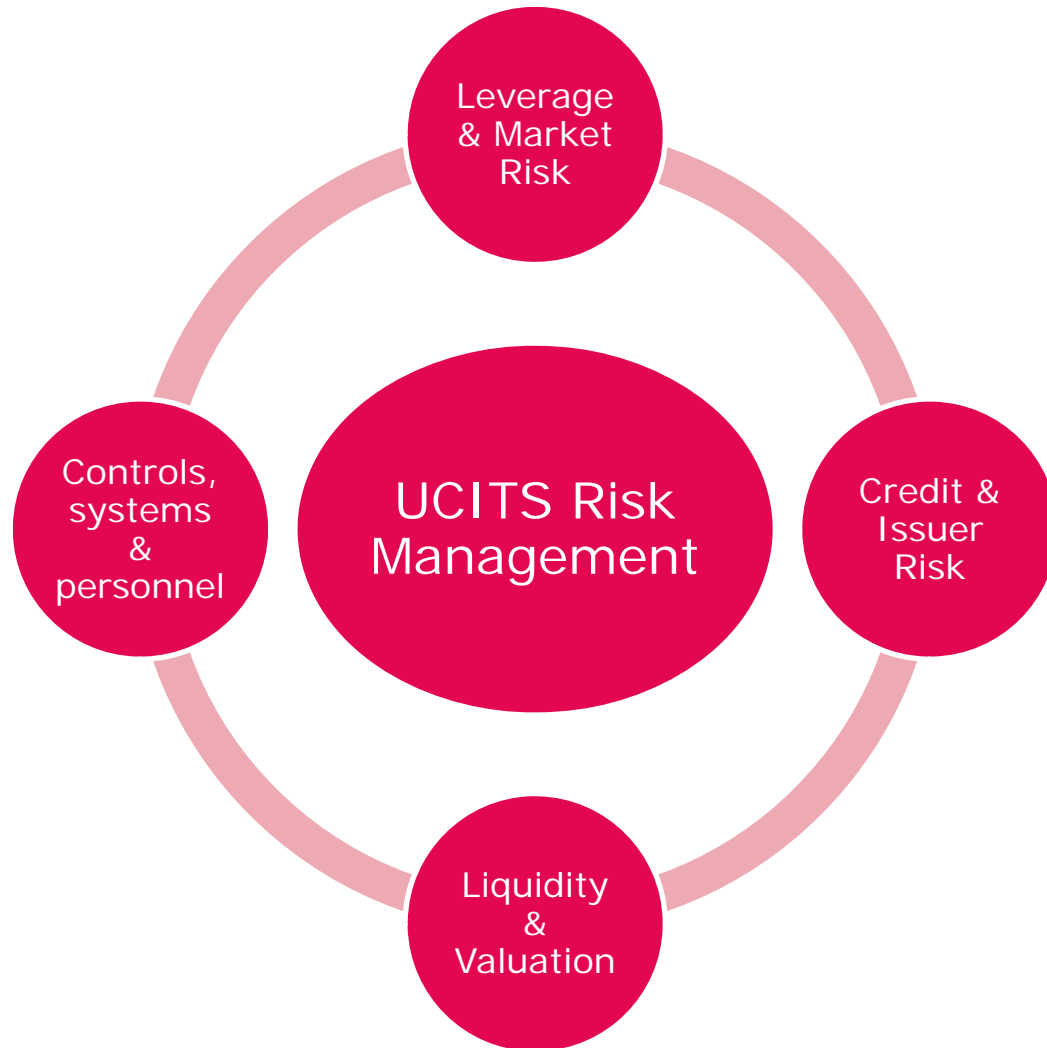 Leverage
& Market
Risk
Controls,
systems
&
personnel
UCITS Risk
Management
Credit &
Issuer
Risk
Liquidity
&
Valuation